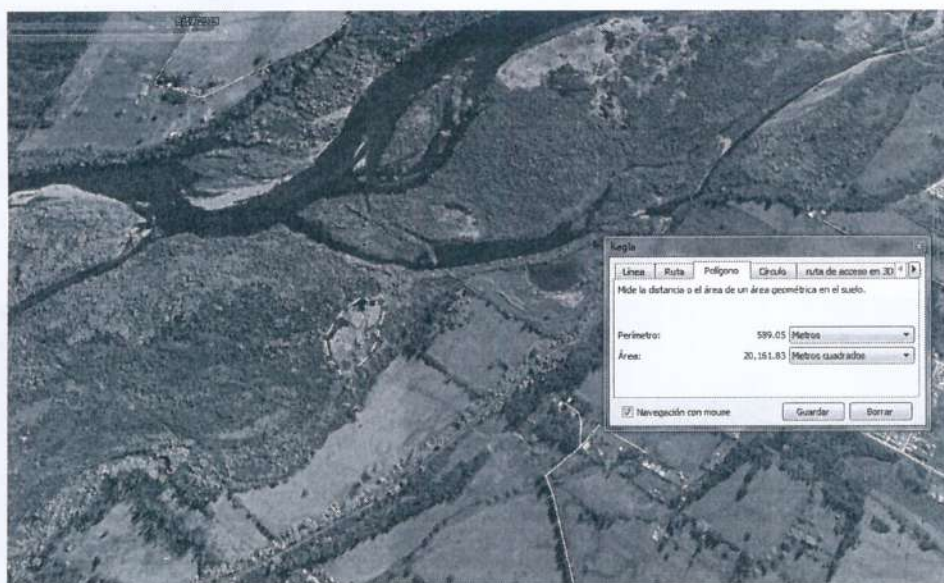 Regla
Línea Ruta Polígono Círculo ruta de acceso en 3D
Mide la distancia o el área de un área geométrica en el suelo.
Perímetro: 589.05 Metros
Área: 20,161.83 Metros cuadrados
Navegación con mouse Guardar Borrar